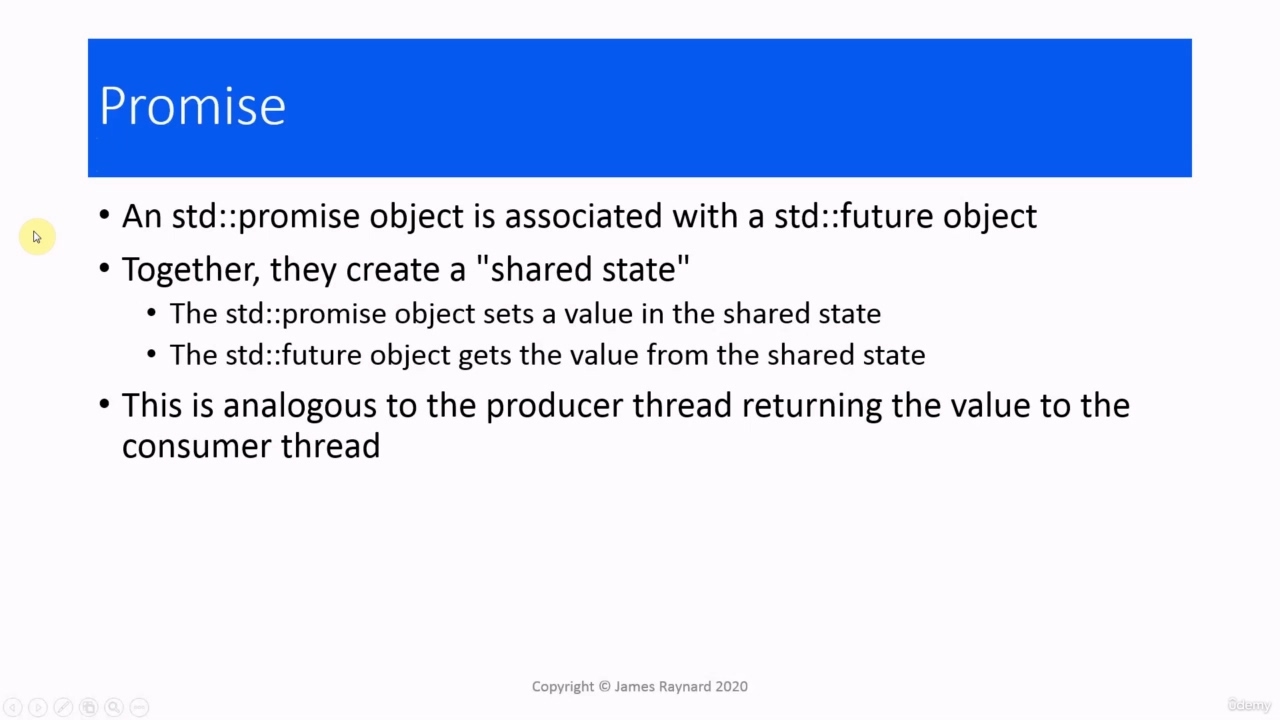 Promise
• An std::promise object is associated with a std::future object
• Together, they create a "shared state"
• The std::promise object sets a value in the shared state
• The std::future object gets the value from the shared state
• This is analogous to the producer thread returning the value to the
consumer thread
Copyright © James Raynard 2020
ûdemy